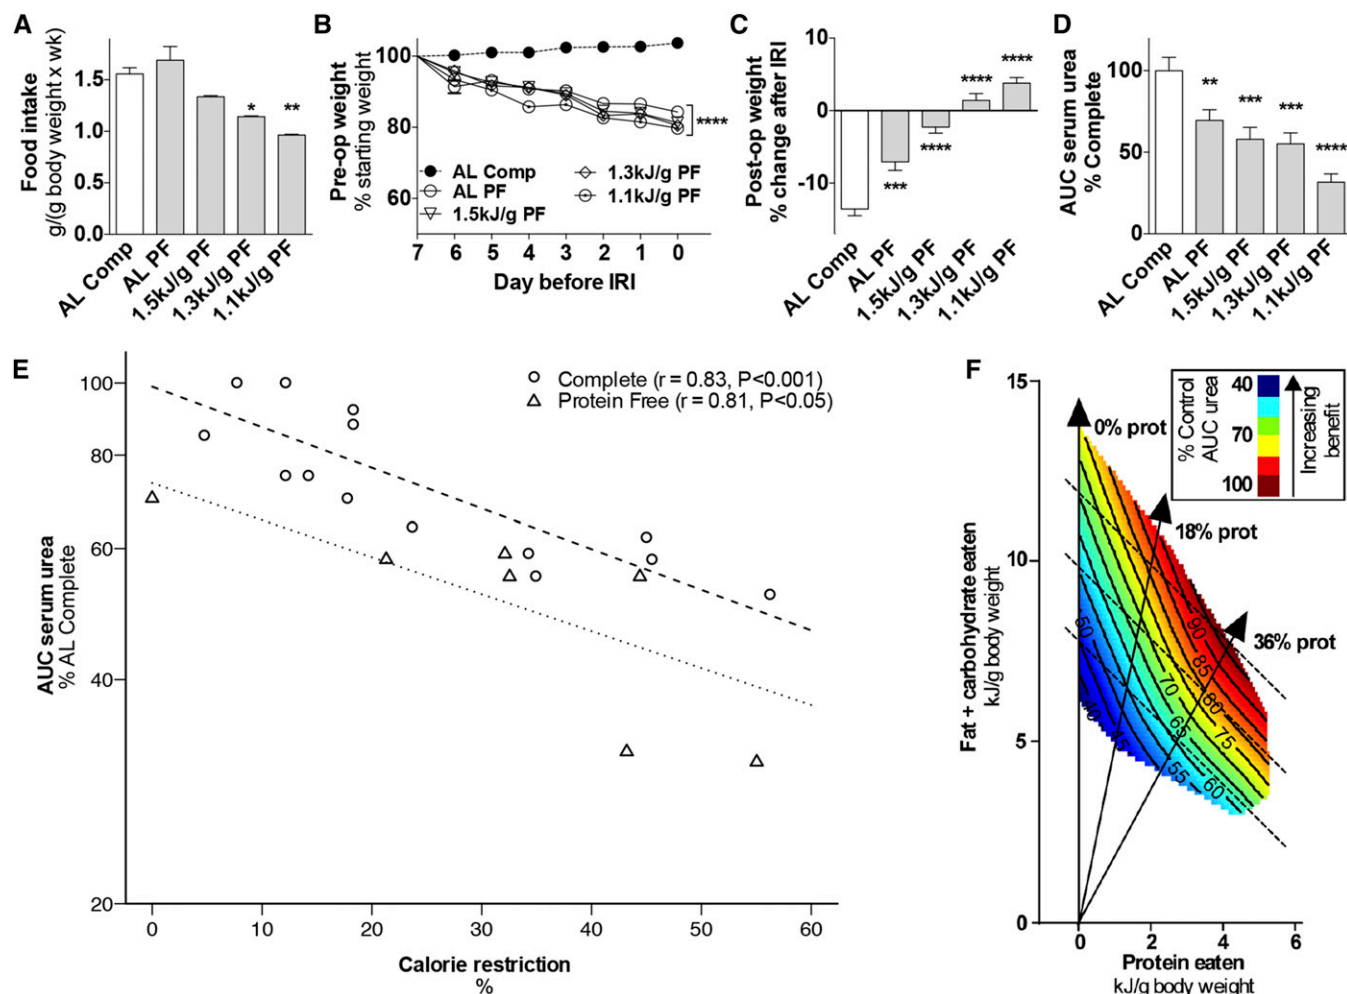 A
Food intake
g/(g body weight x wk)
1.5
1.0
0.5
0.0
*
**
AL Comp
AL PF
1.5kJ/g PF
1.3kJ/g PF
1.1kJ/g PF
B
Pre-op weight
% starting weight
100
80
60
****
AL Comp
AL PF
1.5kJ/g PF
1.3kJ/g PF
1.1kJ/g PF
7 6 5 4 3 2 1 0
Day before IRI
C
Post-op weight
% change after IRI
10
0
-10
***
****
****
****
AL Comp
AL PF
1.5kJ/g PF
1.3kJ/g PF
1.1kJ/g PF
D
AUC serum urea
% Complete
100
50
0
**
***
***
****
AL Comp
AL PF
1.5kJ/g PF
1.3kJ/g PF
1.1kJ/g PF
E
AUC serum urea
% AL Complete
100
80
60
40
20
Complete (r = 0.83, P<0.001)
Protein Free (r = 0.81, P<0.05)
0 10 20 30 40 50 60
Calorie restriction
%
F
Fat + carbohydrate eaten
kJ/g body weight
15
10
5
0
% Control
AUC urea
40
70
100
Increasing
benefit
0% prot
18% prot
36% prot
90
85
80
75
70
65
60
55
50
45
40
0 2 4 6
Protein eaten
kJ/g body weight